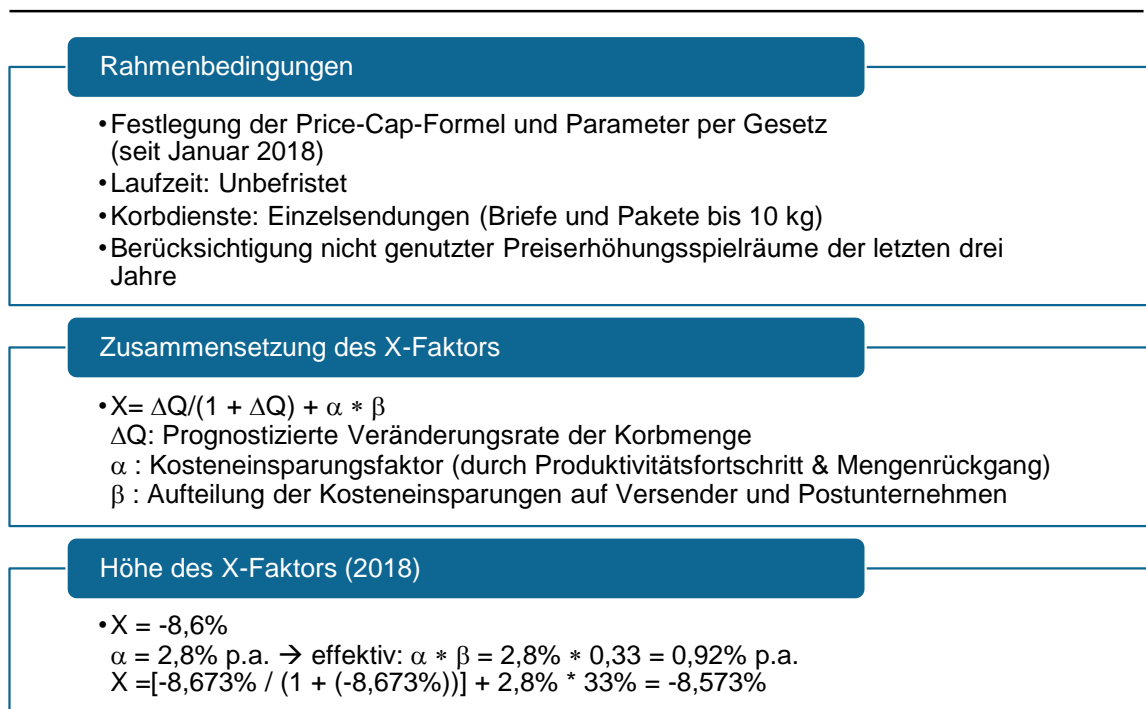 Rahmenbedingungen
•Festlegung der Price-Cap-Formel und Parameter per Gesetz
(seit Januar 2018)
•Laufzeit: Unbefristet
•Korbdienste: Einzelsendungen (Briefe und Pakete bis 10 kg)
•Berücksichtigung nicht genutzter Preiserhöhungsspielräume der letzten drei
Jahre
Zusammensetzung des X-Faktors
•X= ΔQ/(1 + ΔQ) + α * β
ΔQ: Prognostizierte Veränderungsrate der Korbmenge
α : Kosteneinsparungsfaktor (durch Produktivitätsfortschritt & Mengenrückgang)
β : Aufteilung der Kosteneinsparungen auf Versender und Postunternehmen
Höhe des X-Faktors (2018)
•X = -8,6%
α = 2,8% p.a. → effektiv: α * β = 2,8% * 0,33 = 0,92% p.a.
X =[-8,673% / (1 + (-8,673%))] + 2,8% * 33% = -8,573%